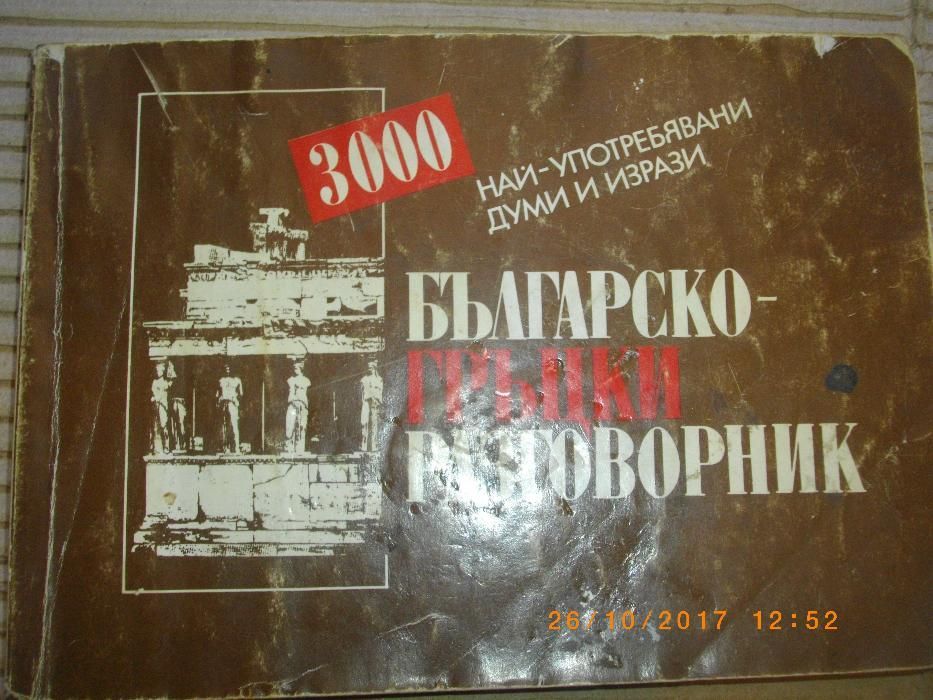 3000
НАЙ-УПОТРЕБЯВАНИ
ДУМИ И ИЗРАЗИ
БЪЛГАРСКО-
ГРЪЦКИ
РАЗГОВОРНИК
26/10/2017 12:52